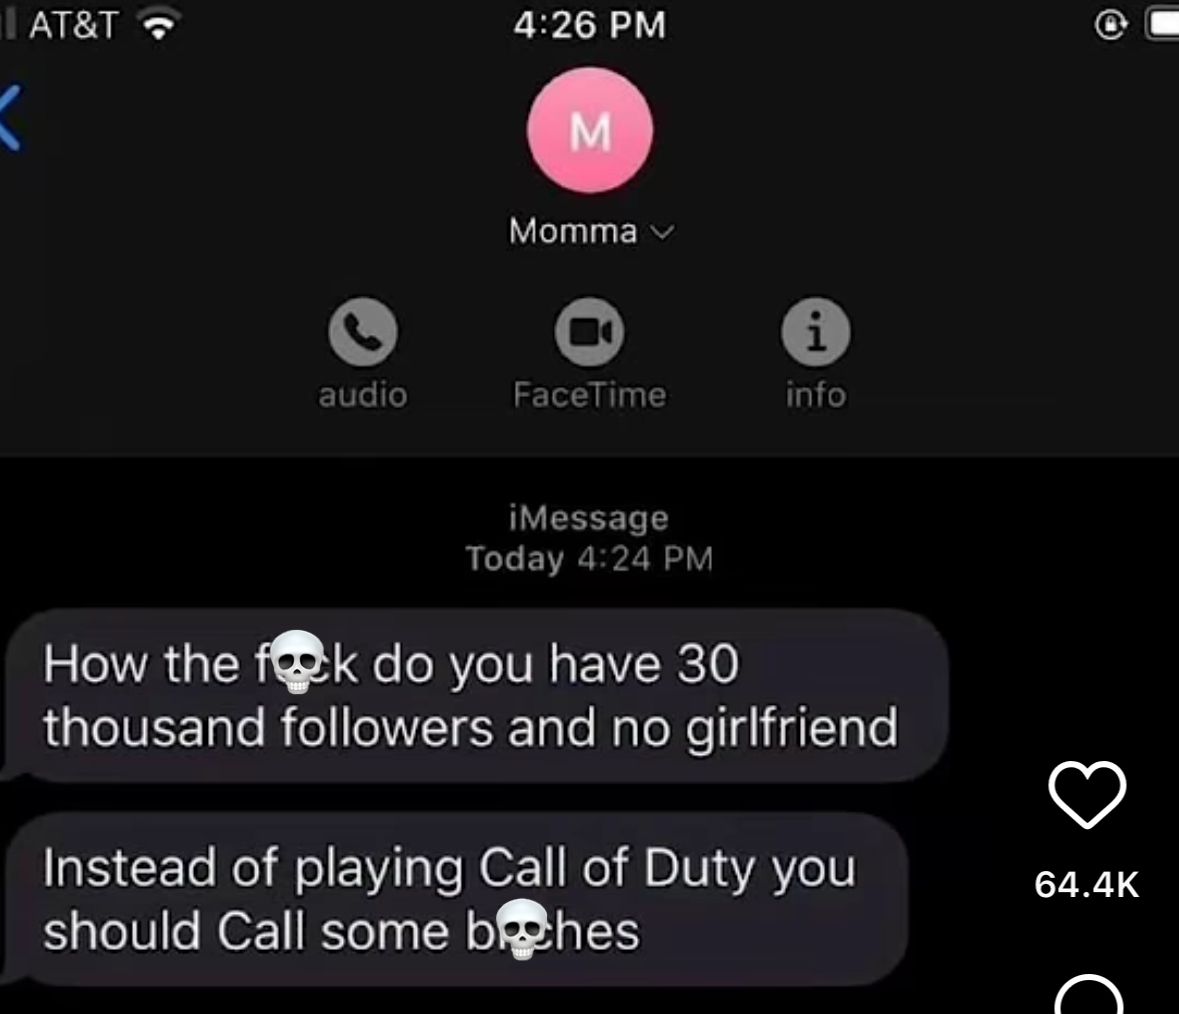 AT&T
4:26 PM
M
Momma
audio
FaceTime
info
iMessage
Today 4:24 PM
How the f💀ck do you have 30
thousand followers and no girlfriend
Instead of playing Call of Duty you
should Call some bi💀ches
64.4K